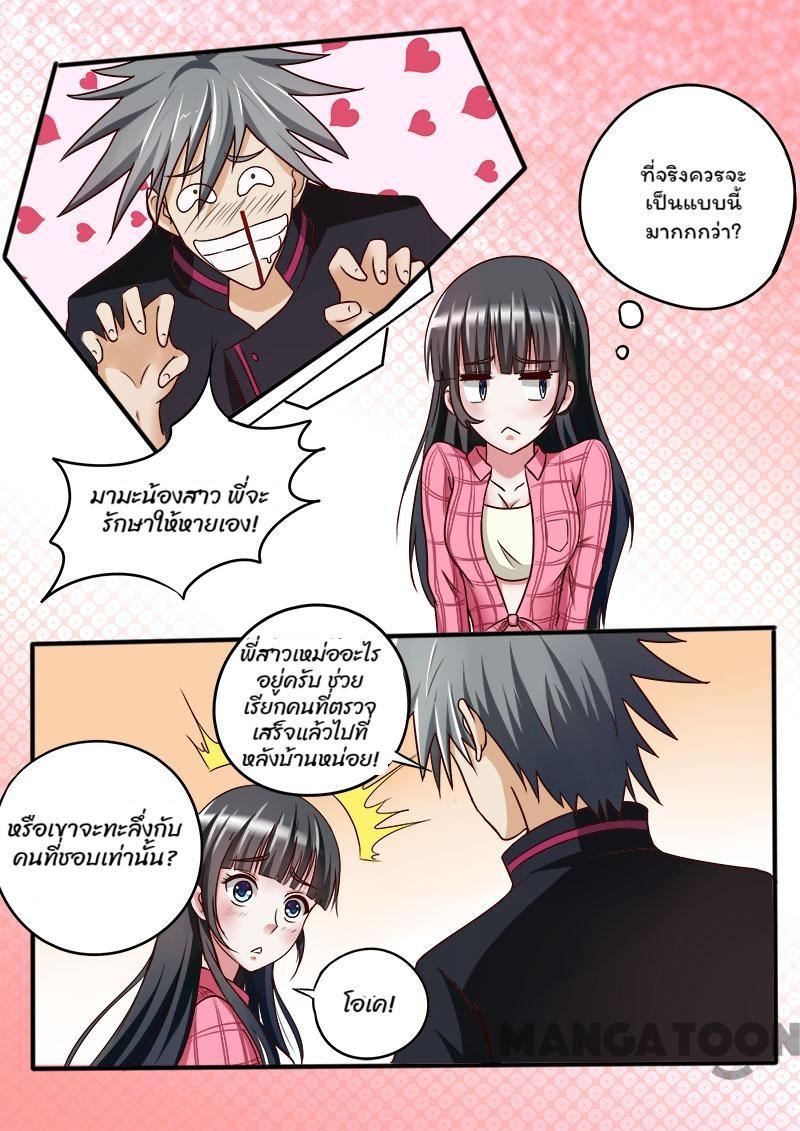 ที่จริงควรจะ
เป็นแบบนี้
มากกกว่า?
มามะน้องสาว พี่จะ
รักษาให้หายเอง!
พี่สาวเหม่ออะไร
อยู่ครับ ช่วย
เรียกคนที่ตรวจ
เสร็จแล้วไปที่
หลังบ้านหน่อย!
หรือเขาจะทะลึ่งกับ
คนที่ชอบเท่านั้น?
โอเค!
MANGA TOON